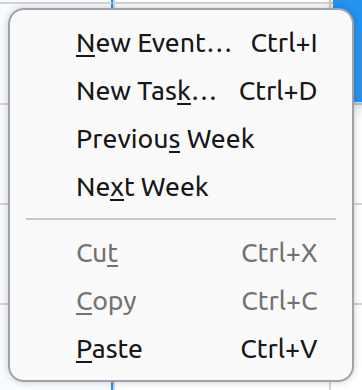 New Event… Ctrl+I
New Task… Ctrl+D
Previous Week
Next Week
Cut Ctrl+X
Copy Ctrl+C
Paste Ctrl+V